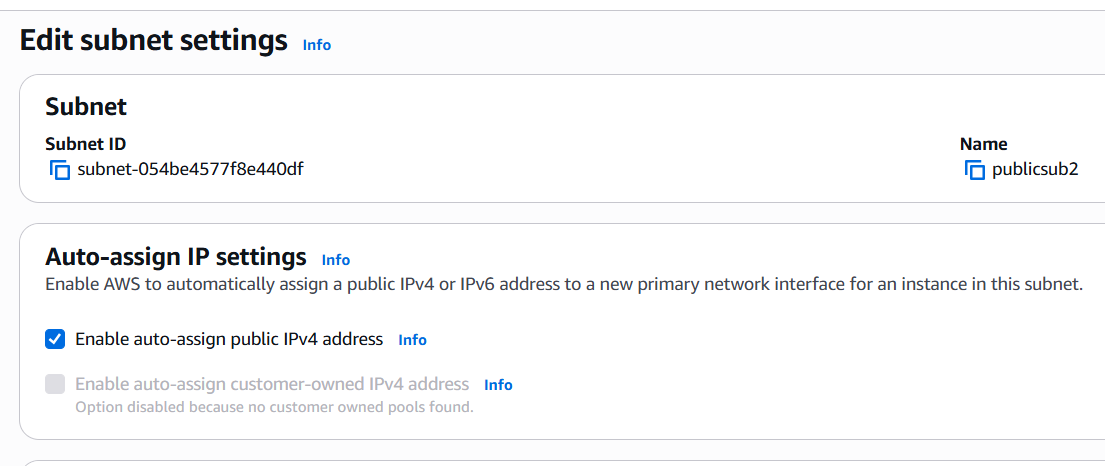 Edit subnet settings Info
Subnet
Subnet ID Name
subnet-054be4577f8e440df publicsub2
Auto-assign IP settings Info
Enable AWS to automatically assign a public IPv4 or IPv6 address to a new primary network interface for an instance in this subnet.
Enable auto-assign public IPv4 address Info
Enable auto-assign customer-owned IPv4 address Info
Option disabled because no customer owned pools found.